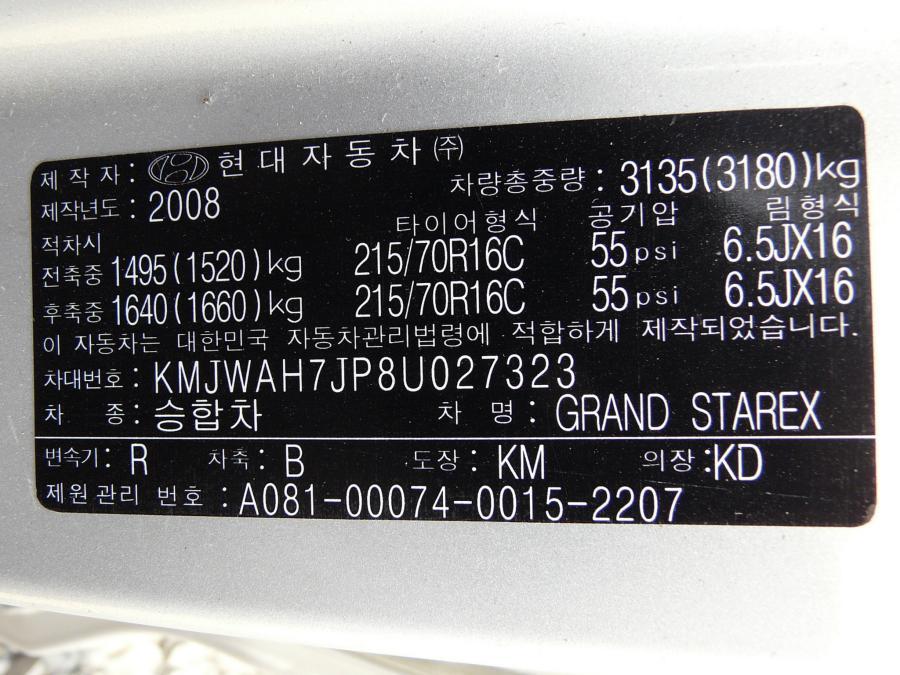 제 작 자 : 현대자동차㈜
차량총중량 : 3135(3180)kg
제작년도 : 2008
적차시 타이어형식 공기압 림형식
전축중 1495(1520)kg 215/70R16C 55psi 6.5JX16
후축중 1640(1660)kg 215/70R16C 55psi 6.5JX16
이 자동차는 대한민국 자동차관리법령에 적합하게 제작되었습니다.
차대번호 : KMJWAH7JP8U027323
차 종 : 승합차 차 명 : GRAND STAREX
변속기 : R 차축 : B 도장 : KM 의장 : KD
제원관리 번호 : A081-00074-0015-2207